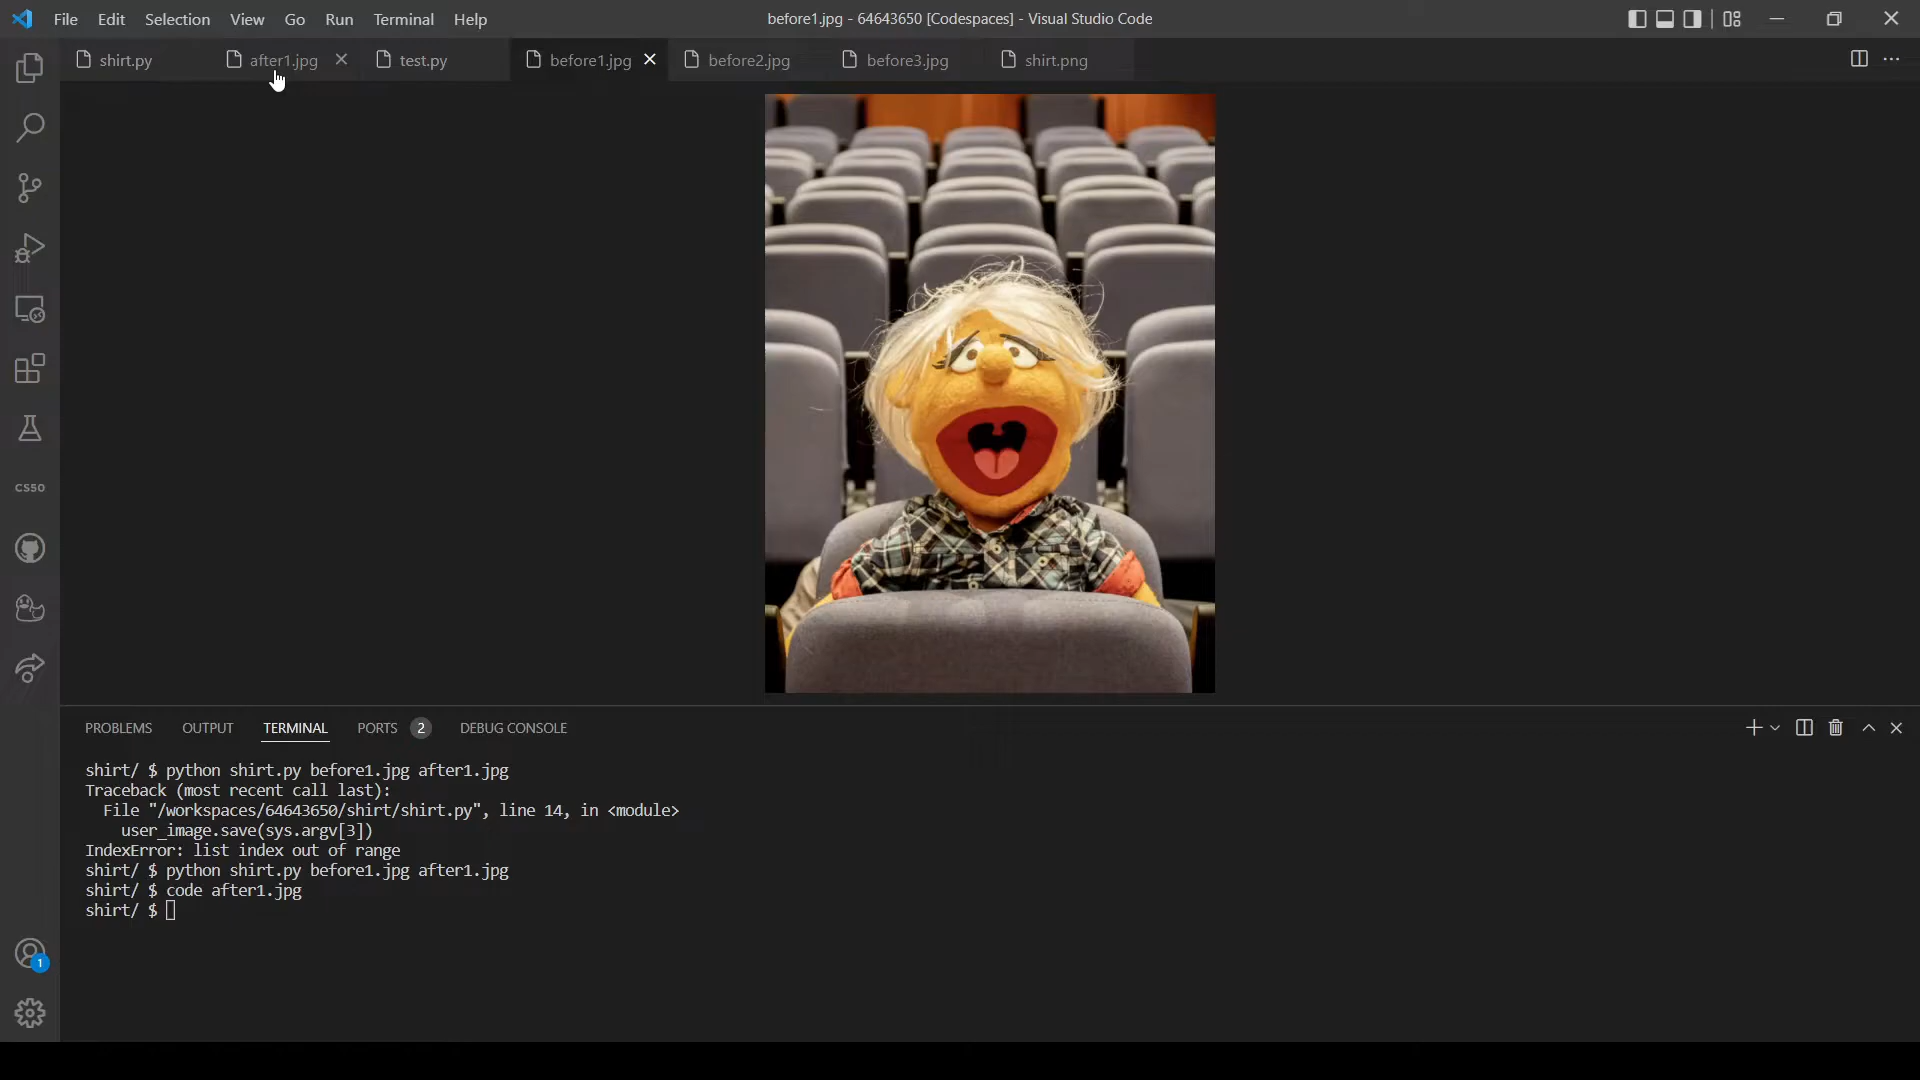 File Edit Selection View Go Run Terminal Help
before1.jpg - 64643650 [Codespaces] - Visual Studio Code
shirt.py after1.jpg test.py before1.jpg before2.jpg before3.jpg shirt.png
CS50
1
PROBLEMS OUTPUT TERMINAL PORTS 2 DEBUG CONSOLE
shirt/ $ python shirt.py before1.jpg after1.jpg
Traceback (most recent call last):
  File "/workspaces/64643650/shirt/shirt.py", line 14, in <module>
    user_image.save(sys.argv[3])
IndexError: list index out of range
shirt/ $ python shirt.py before1.jpg after1.jpg
shirt/ $ code after1.jpg
shirt/ $